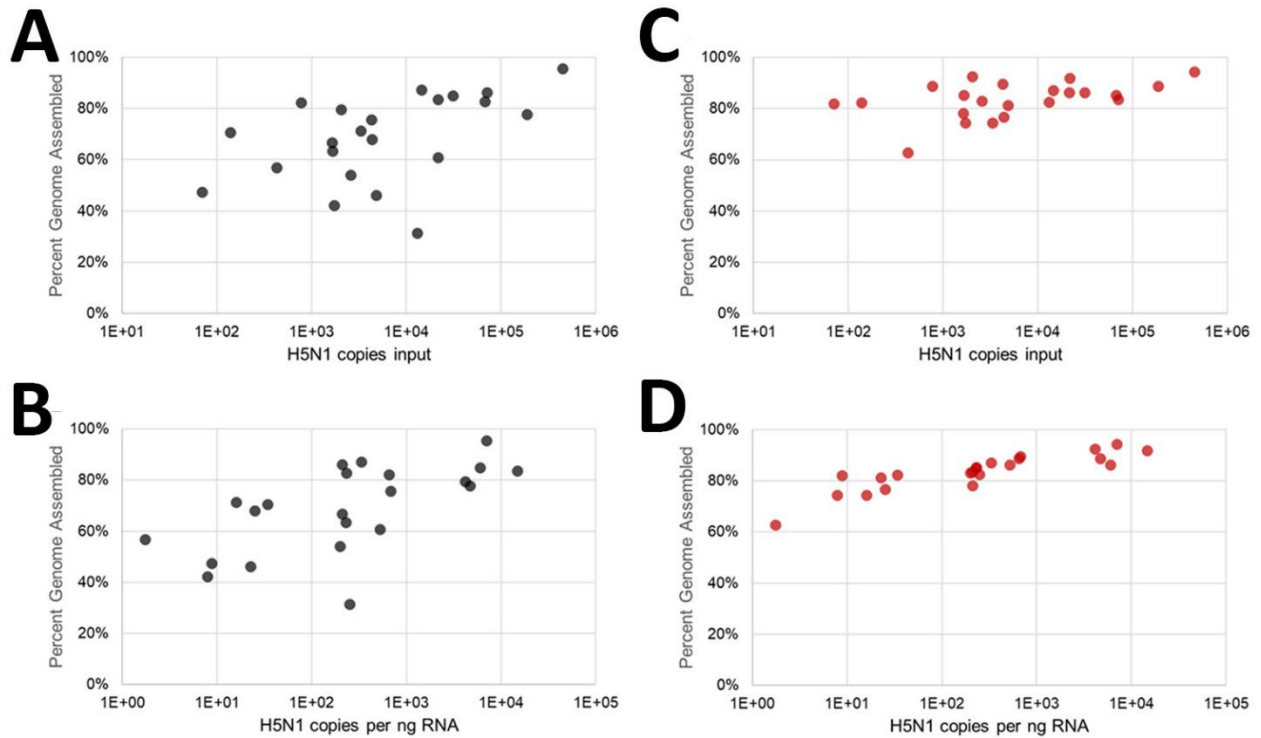 A
Percent Genome Assembled
100%
80%
60%
40%
20%
0%
1E+01 1E+02 1E+03 1E+04 1E+05 1E+06
H5N1 copies input
C
Percent Genome Assembled
100%
80%
60%
40%
20%
0%
1E+01 1E+02 1E+03 1E+04 1E+05 1E+06
H5N1 copies input
B
Percent Genome Assembled
100%
80%
60%
40%
20%
0%
1E+00 1E+01 1E+02 1E+03 1E+04 1E+05
H5N1 copies per ng RNA
D
Percent Genome Assembled
100%
80%
60%
40%
20%
0%
1E+00 1E+01 1E+02 1E+03 1E+04 1E+05
H5N1 copies per ng RNA